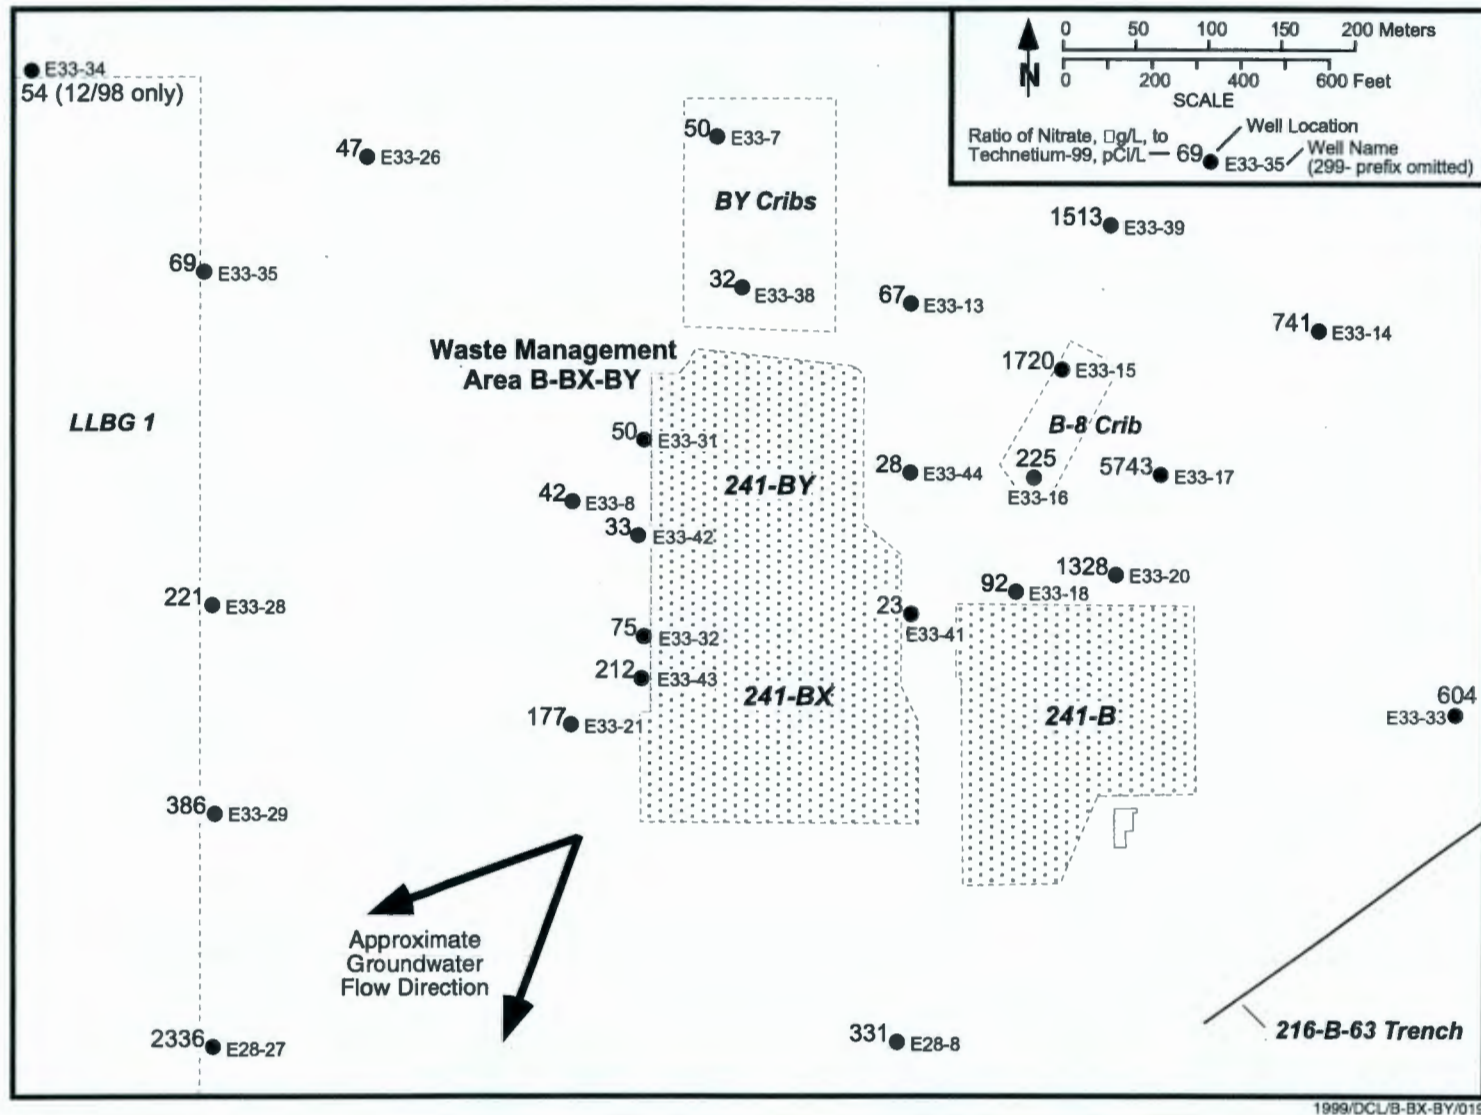 0 50 100 150 200 Meters
0 200 400 600 Feet
SCALE
N
Ratio of Nitrate, □g/L, to
Technetium-99, pCi/L
69
E33-35
Well Location
Well Name
(299- prefix omitted)
E33-34
54 (12/98 only)
47 E33-26
50 E33-7
BY Cribs
1513 E33-39
69 E33-35
32 E33-38
67 E33-13
741 E33-14
Waste Management
Area B-BX-BY
1720 E33-15
LLBG 1
B-8 Crib
50 E33-31
225
E33-16
28 E33-44
5743 E33-17
241-BY
42 E33-8
33 E33-42
1328 E33-20
92 E33-18
221 E33-28
23
E33-41
75 E33-32
212 E33-43
241-BX
241-B
604
E33-33
177 E33-21
386 E33-29
Approximate
Groundwater
Flow Direction
2336 E28-27
331 E28-8
216-B-63 Trench